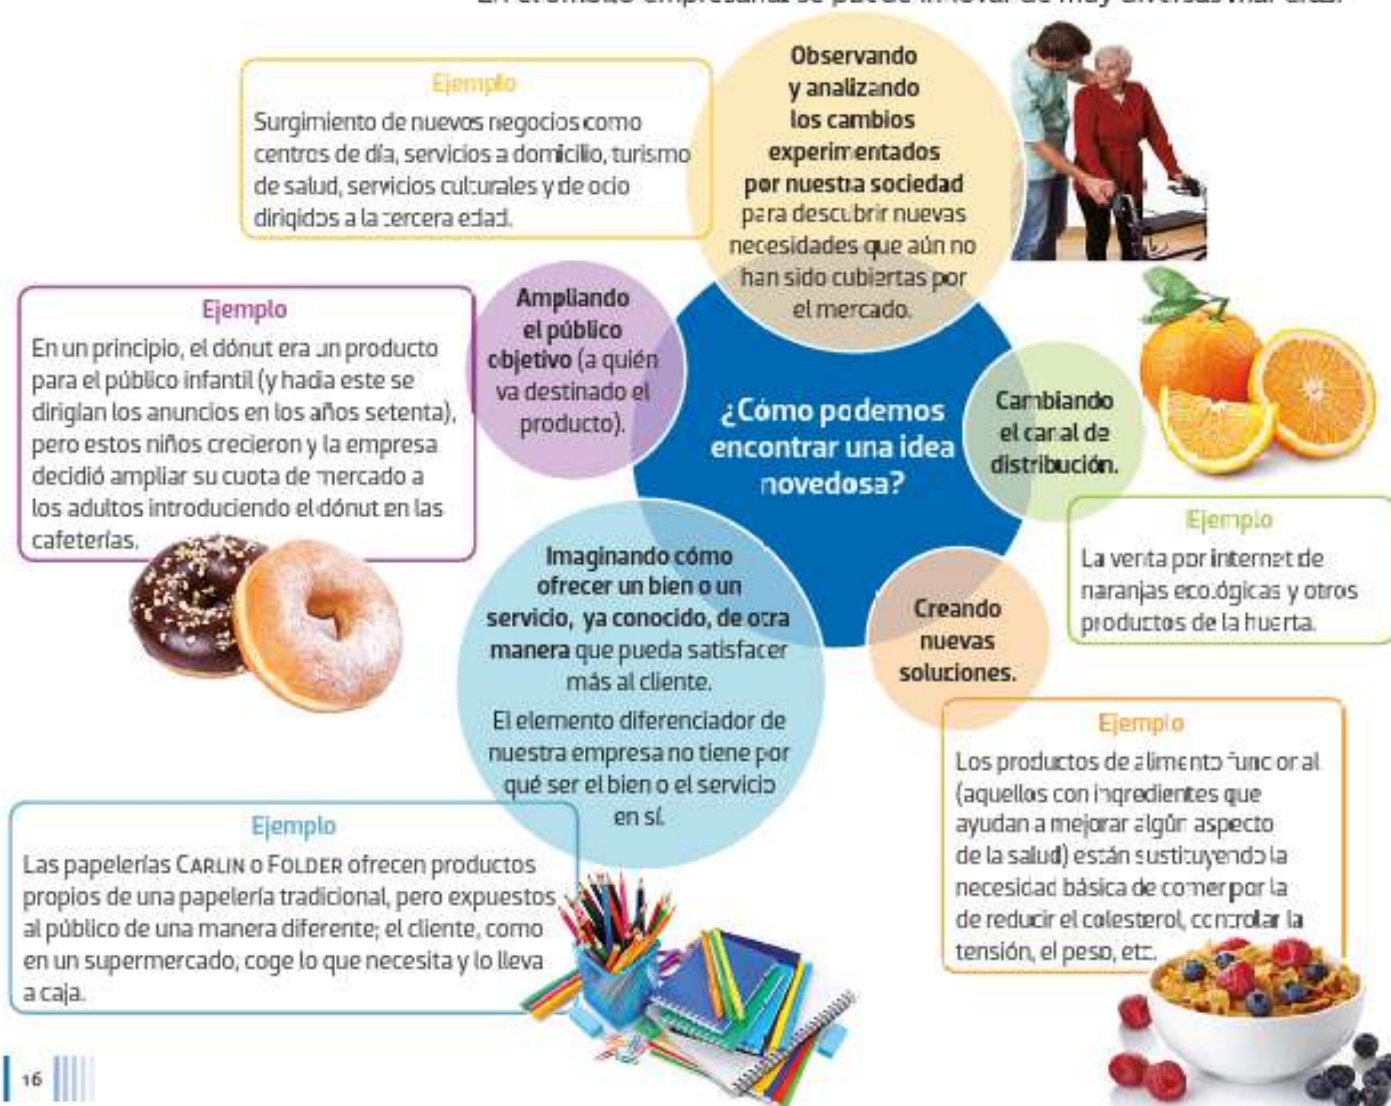 En el ámbito empresarial se puede innovar de muy diversas maneras.
Ejemplo
Surgimiento de nuevos negocios como
centros de día, servicios a domicilio, turismo
de salud, servicios culturales y de ocio
dirigidos a la tercera edad.
Observando
y analizando
los cambios
experimentados
por nuestra sociedad
para descubrir nuevas
necesidades que aún no
han sido cubiertas por
el mercado.
Ejemplo
En un principio, el dónut era un producto
para el público infantil (y hacia este se
dirigían los anuncios en los años setenta),
pero estos niños crecieron y la empresa
decidió ampliar su cuota de mercado a
los adultos introduciendo el dónut en las
cafeterías.
Ampliando
el público
objetivo (a quién
va destinado el
producto).
¿Cómo podemos
encontrar una idea
novedosa?
Cambiando
el canal de
distribución.
Ejemplo
La venta por internet de
naranjas ecológicas y otros
productos de la huerta.
Imaginando cómo
ofrecer un bien o un
servicio, ya conocido, de otra
manera que pueda satisfacer
más al cliente.
El elemento diferenciador de
nuestra empresa no tiene por
qué ser el bien o el servicio
en sí.
Creando
nuevas
soluciones.
Ejemplo
Los productos de alimento funcional
(aquellos con ingredientes que
ayudan a mejorar algún aspecto
de la salud) están sustituyendo la
necesidad básica de comer por la
de reducir el colesterol, controlar la
tensión, el peso, etc.
Ejemplo
Las papelerías CARLIN o FOLDER ofrecen productos
propios de una papelería tradicional, pero expuestos
al público de una manera diferente; el cliente, como
en un supermercado, coge lo que necesita y lo lleva
a caja.
16